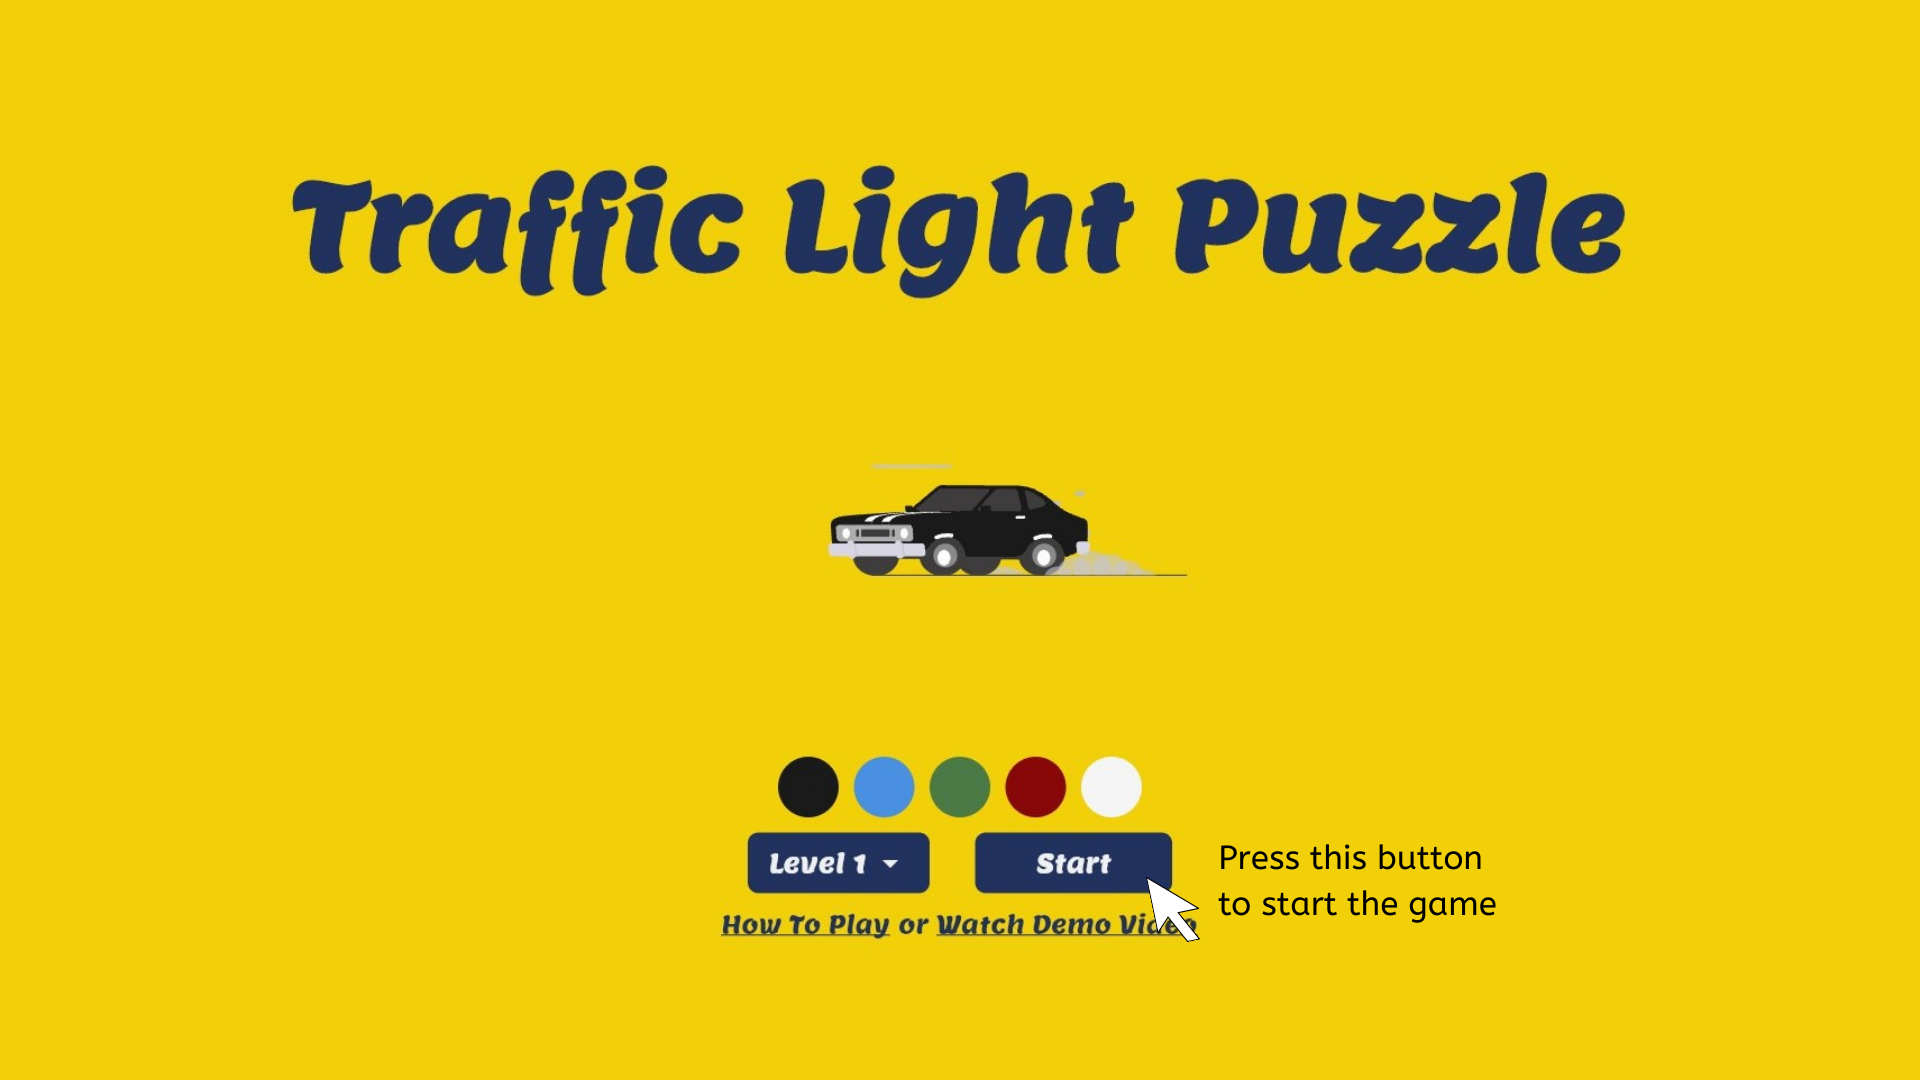 Traffic Light Puzzle
Level 1
Start
Press this button
to start the game
How To Play or Watch Demo Video